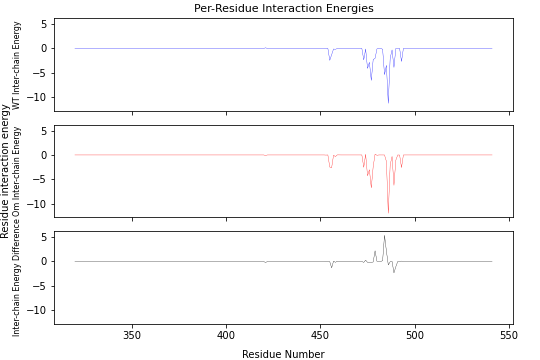 Per-Residue Interaction Energies
WT Inter-chain Energy
5
0
−5
−10
Residue interaction energy
Om Inter-chain Energy
5
0
−5
−10
Inter-chain Energy Difference
5
0
−5
−10
350
400
450
500
550
Residue Number